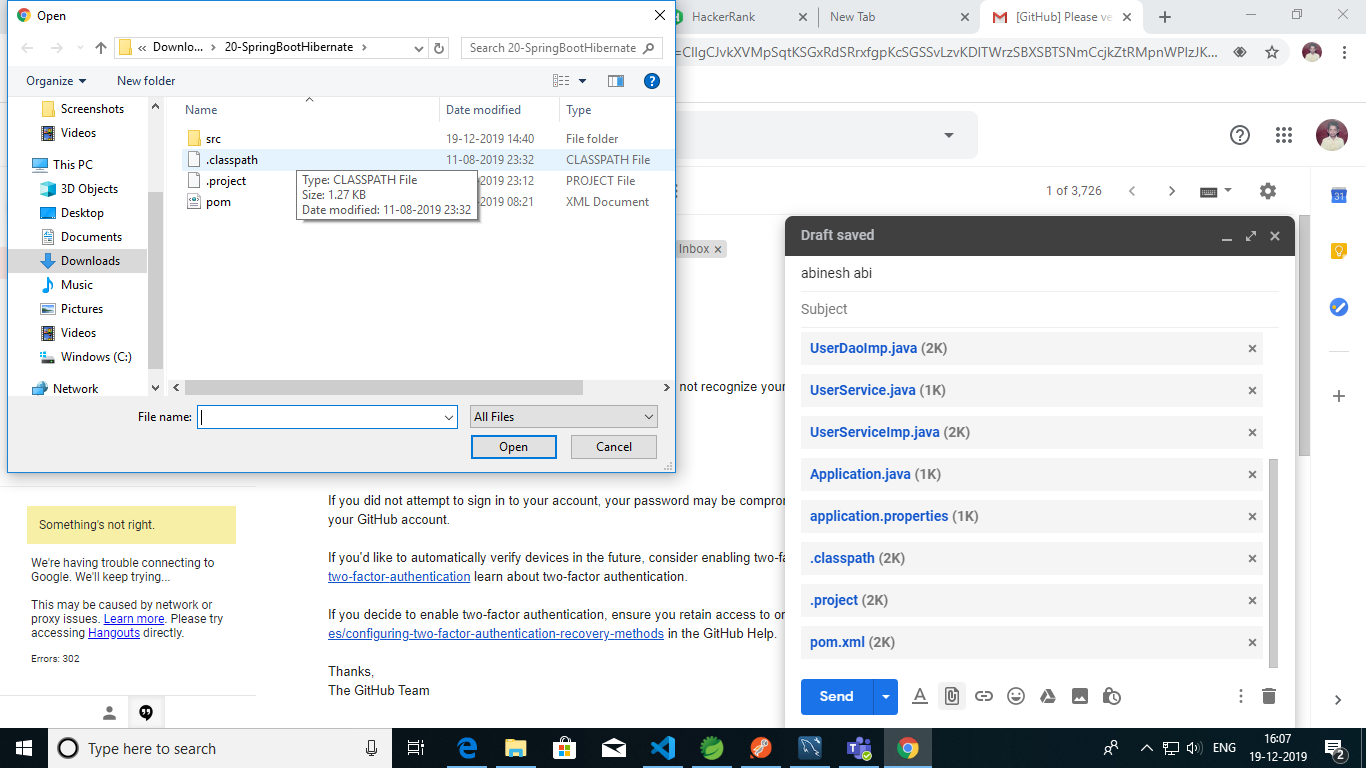 Open
HackerRank
New Tab
[GitHub] Please ve
« Downlo... > 20-SpringBootHibernate >
Search 20-SpringBootHibernate
Organize
New folder
Screenshots
Videos
This PC
3D Objects
Desktop
Documents
Downloads
Music
Pictures
Videos
Windows (C:)
Network
Name Date modified Type
src 19-12-2019 14:40 File folder
.classpath 11-08-2019 23:32 CLASSPATH File
.project -2019 23:12 PROJECT File
pom -2019 08:21 XML Document
Type: CLASSPATH File
Size: 1.27 KB
Date modified: 11-08-2019 23:32
File name:
All Files
Open Cancel
1 of 3,726
Inbox ×
31
not recognize your
If you did not attempt to sign in to your account, your password may be compror
your GitHub account.
If you'd like to automatically verify devices in the future, consider enabling two-fa
two-factor-authentication learn about two-factor authentication.
If you decide to enable two-factor authentication, ensure you retain access to or
es/configuring-two-factor-authentication-recovery-methods in the GitHub Help.
Thanks,
The GitHub Team
Something's not right.
We're having trouble connecting to
Google. We'll keep trying...
This may be caused by network or
proxy issues. Learn more. Please try
accessing Hangouts directly.
Errors: 302
Draft saved
abinesh abi
Subject
UserDaoImp.java (2K)
UserService.java (1K)
UserServiceImp.java (2K)
Application.java (1K)
application.properties (1K)
.classpath (2K)
.project (2K)
pom.xml (2K)
Send
Type here to search
ENG
16:07
19-12-2019
2